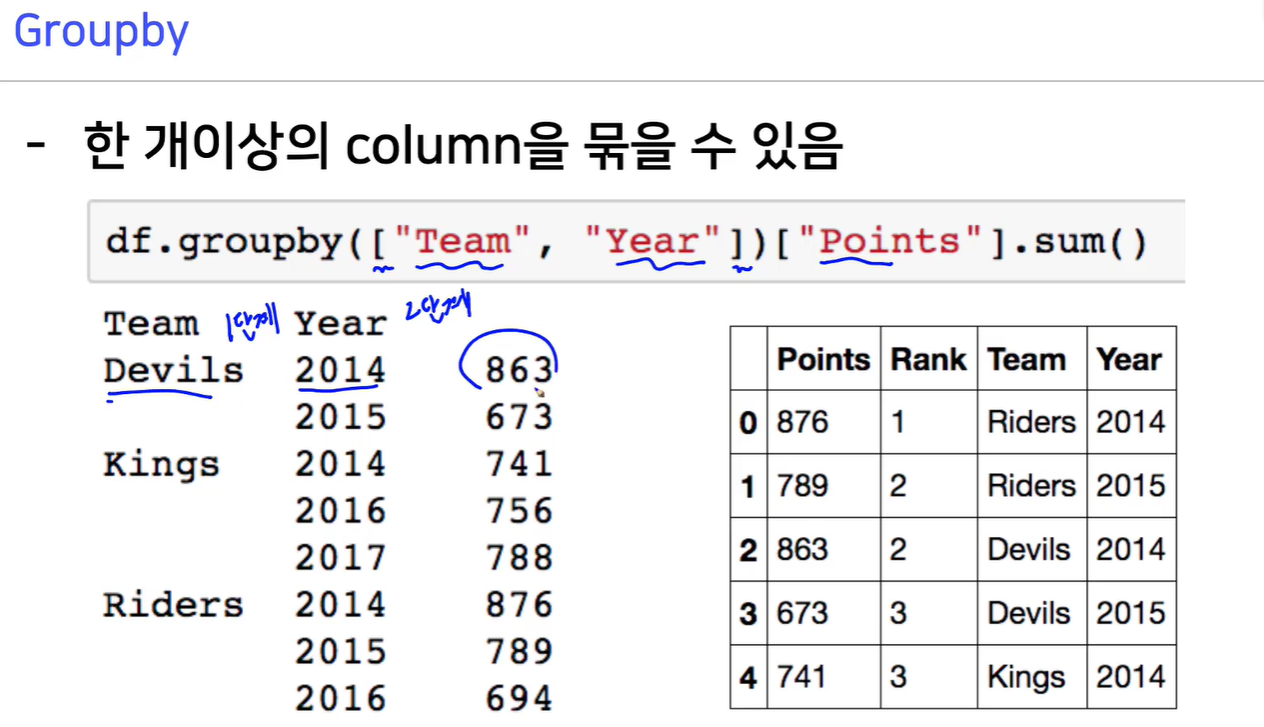 Groupby
- 한 개이상의 column을 묶을 수 있음
df.groupby(["Team", "Year"])["Points"].sum()
Team 1단계 Year 2단계
Devils 2014 863
2015 673
Kings 2014 741
2016 756
2017 788
Riders 2014 876
2015 789
2016 694
Points Rank Team Year
0 876 1 Riders 2014
1 789 2 Riders 2015
2 863 2 Devils 2014
3 673 3 Devils 2015
4 741 3 Kings 2014